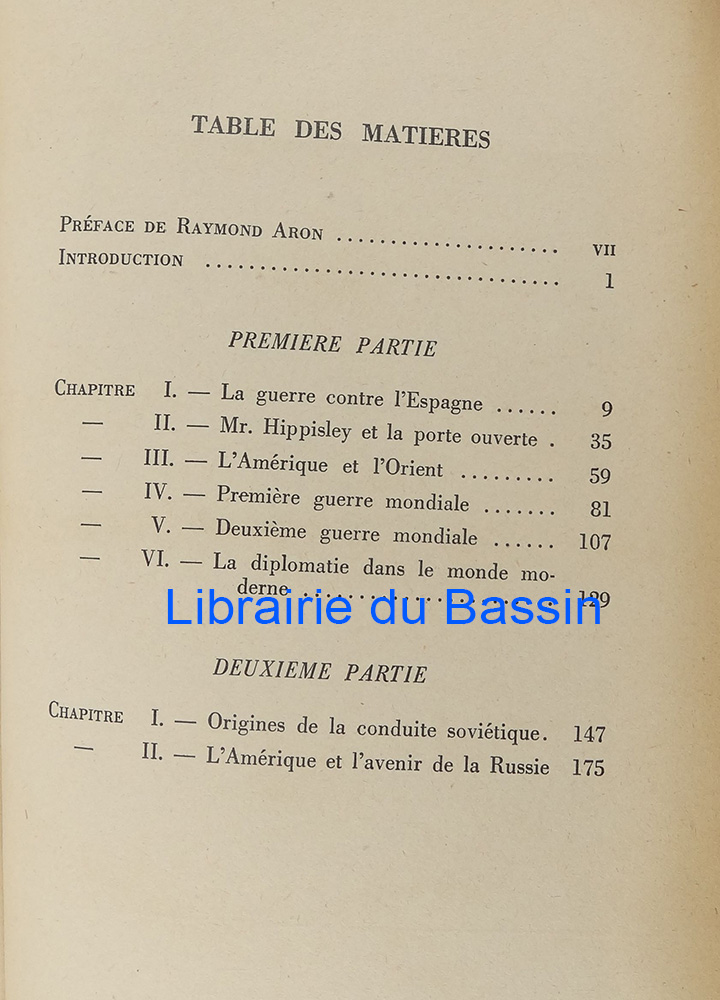 TABLE DES MATIERES
PRÉFACE DE RAYMOND ARON ..................... VII
INTRODUCTION ................................. 1
PREMIERE PARTIE
CHAPITRE I. — La guerre contre l'Espagne ...... 9
— II. — Mr. Hippisley et la porte ouverte . 35
— III. — L'Amérique et l'Orient ......... 59
— IV. — Première guerre mondiale ....... 81
— V. — Deuxième guerre mondiale ...... 107
— VI. — La diplomatie dans le monde mo-
derne ....................... 129
Librairie du Bassin
DEUXIEME PARTIE
CHAPITRE I. — Origines de la conduite soviétique. 147
— II. — L'Amérique et l'avenir de la Russie 175